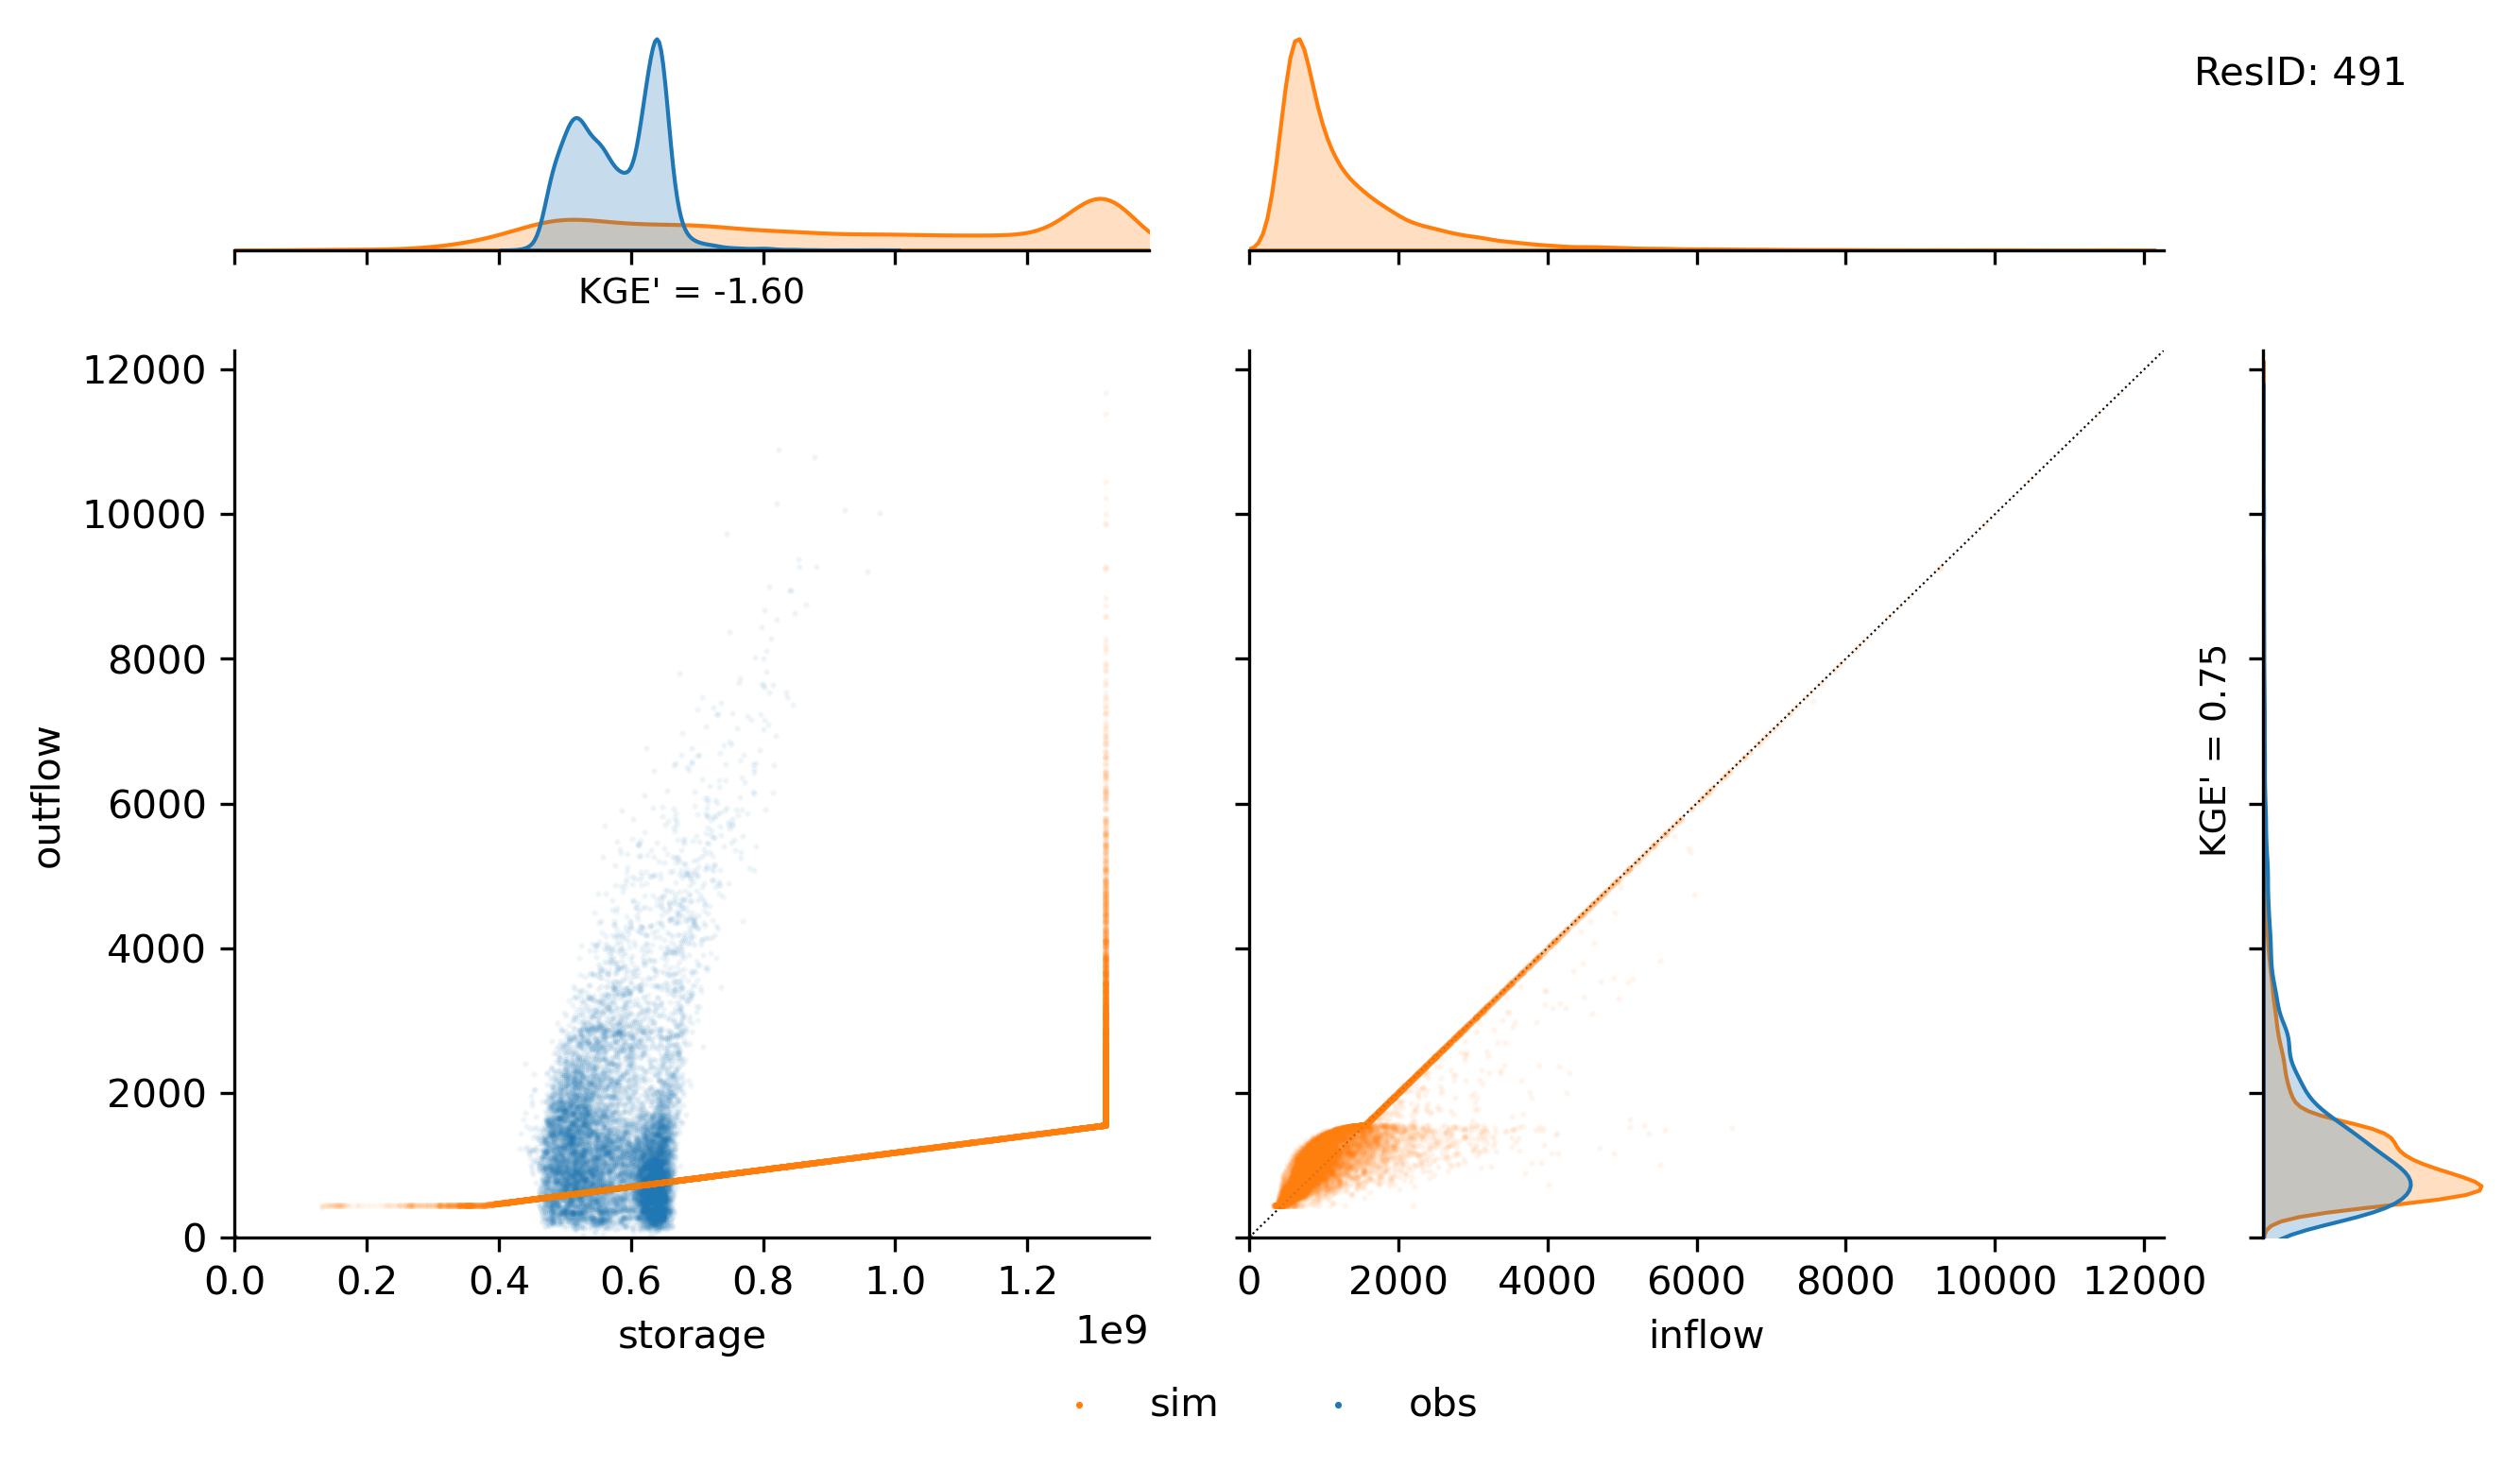 ResID: 491
KGE' = -1.60
12000
10000
8000
6000
4000
2000
0
outflow
KGE' = 0.75
0.0 0.2 0.4 0.6 0.8 1.0 1.2
1e9
storage
0 2000 4000 6000 8000 10000 12000
inflow
sim obs